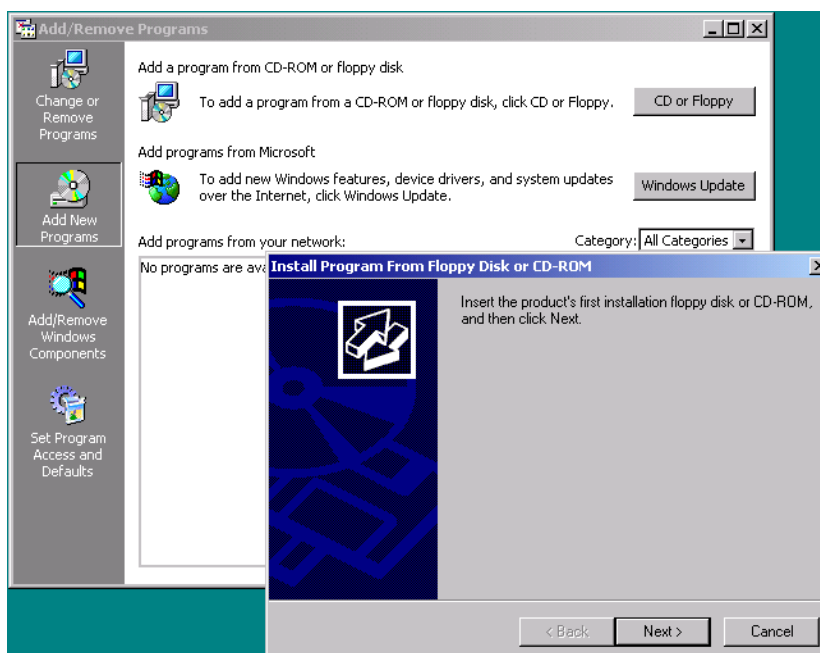 Add/Remove Programs
Change or
Remove
Programs
Add New
Programs
Add/Remove
Windows
Components
Set Program
Access and
Defaults
Add a program from CD-ROM or floppy disk
To add a program from a CD-ROM or floppy disk, click CD or Floppy.
CD or Floppy
Add programs from Microsoft
To add new Windows features, device drivers, and system updates
over the Internet, click Windows Update.
Windows Update
Add programs from your network:
Category: All Categories
No programs are ava
Install Program From Floppy Disk or CD-ROM
Insert the product's first installation floppy disk or CD-ROM,
and then click Next.
< Back
Next >
Cancel